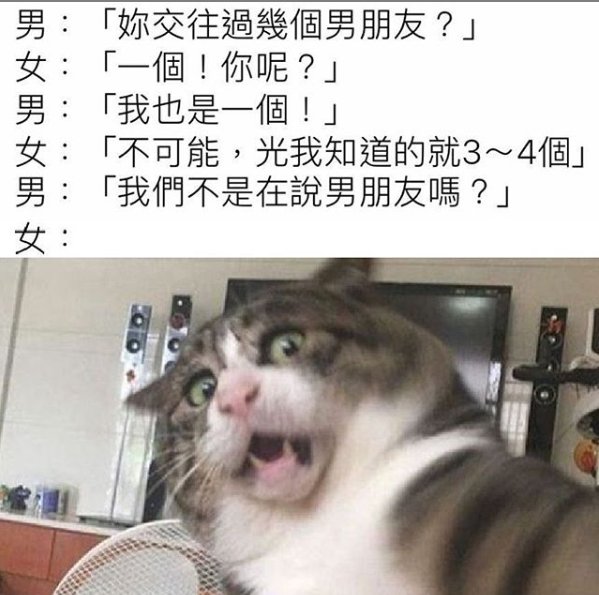 男：「妳交往過幾個男朋友？」
女：「一個！你呢？」
男：「我也是一個！」
女：「不可能，光我知道的就3～4個」
男：「我們不是在說男朋友嗎？」
女：